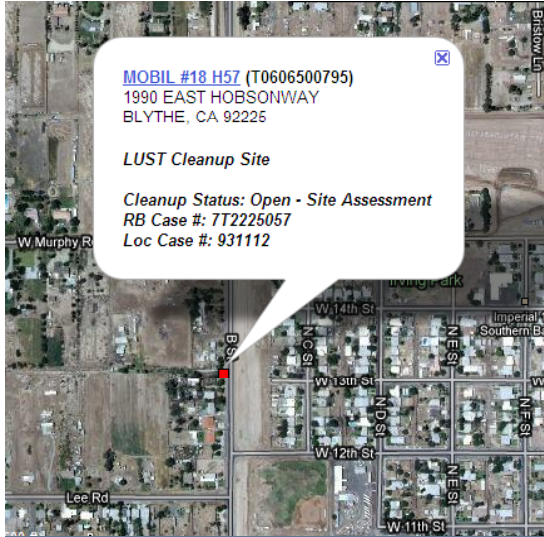 Bristow Ln
MOBIL #18 H57 (T0606500795)
1990 EAST HOBSONWAY
BLYTHE, CA 92225
LUST Cleanup Site
Cleanup Status: Open - Site Assessment
RB Case #: 7T2225057
Loc Case #: 931112
W Murphy R
Irving Park
W 14th St
Imperial
Southern Ba
B S
N C St
N E St
W 13th St
W
N D St
N F St
W 12th St
N E St
Lee Rd
W 11th St